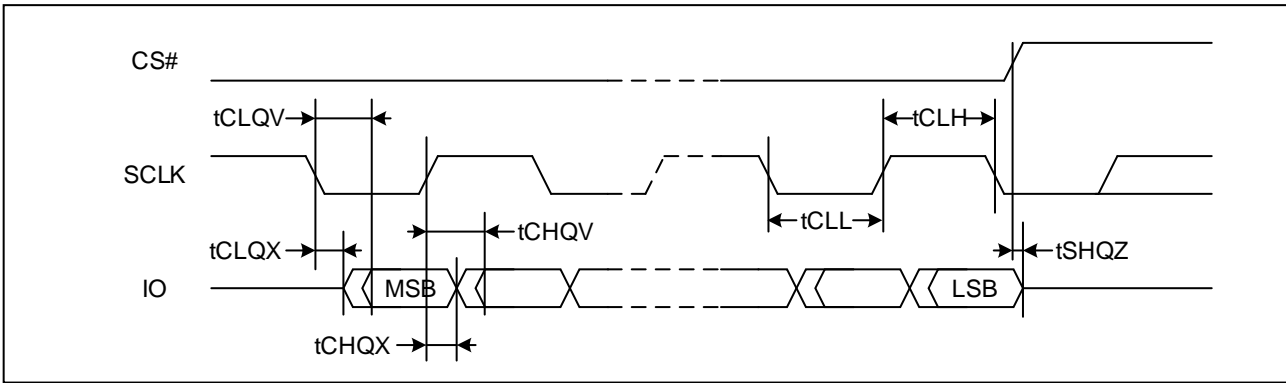 CS#
tCLQV
tCLH
SCLK
tCLL
tCHQV
tCLQX
tSHQZ
IO
MSB
LSB
tCHQX